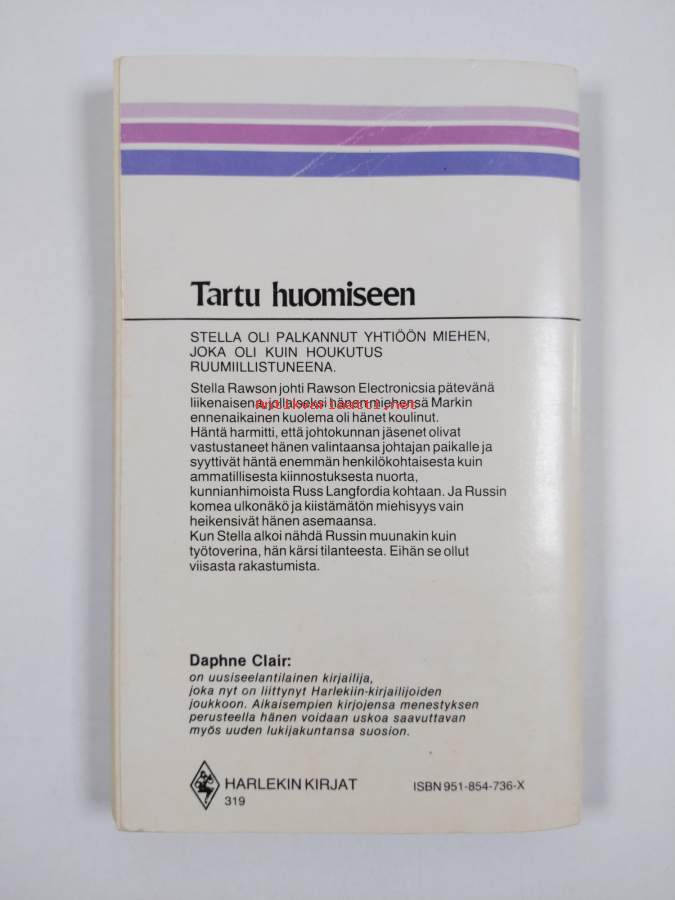 Tartu huomiseen
STELLA OLI PALKANNUT YHTIÖÖN MIEHEN,
JOKA OLI KUIN HOUKUTUS
RUUMIILLISTUNEENA.
Stella Rawson johti Rawson Electronicsia pätevänä
liikenaisena, jollaiseksi hänen miehensä Markin
antikvariaatti.net
ennenaikainen kuolema oli hänet koulinut.
Häntä harmitti, että johtokunnan jäsenet olivat
vastustaneet hänen valintaansa johtajan paikalle ja
syyttivät häntä enemmän henkilökohtaisesta kuin
ammatillisesta kiinnostuksesta nuorta,
kunnianhimoista Russ Langfordia kohtaan. Ja Russin
komea ulkonäkö ja kiistämätön miehisyys vain
heikensivät hänen asemaansa.
Kun Stella alkoi nähdä Russin muunakin kuin
työtoverina, hän kärsi tilanteesta. Eihän se ollut
viisasta rakastumista.
Daphne Clair:
on uusiseelantilainen kirjailija,
joka nyt on liittynyt Harlekiin-kirjailijoiden
joukkoon. Aikaisempien kirjojensa menestyksen
perusteella hänen voidaan uskoa saavuttavan
myös uuden lukijakuntansa suosion.
HARLEKIN KIRJAT
319
ISBN 951-854-736-X